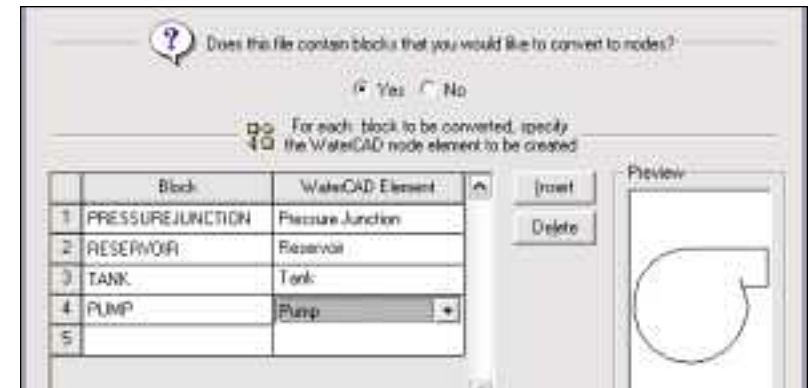 Does this file contain blocks that you would like to convert to nodes?
Yes No
For each block to be converted, specify
the WaterCAD node element to be created
Block WaterCAD Element
1 PRESSUREJUNCTION Pressure Junction
2 RESERVOIR Reservoir
3 TANK Tank
4 PUMP Pump
5
Insert
Delete
Preview